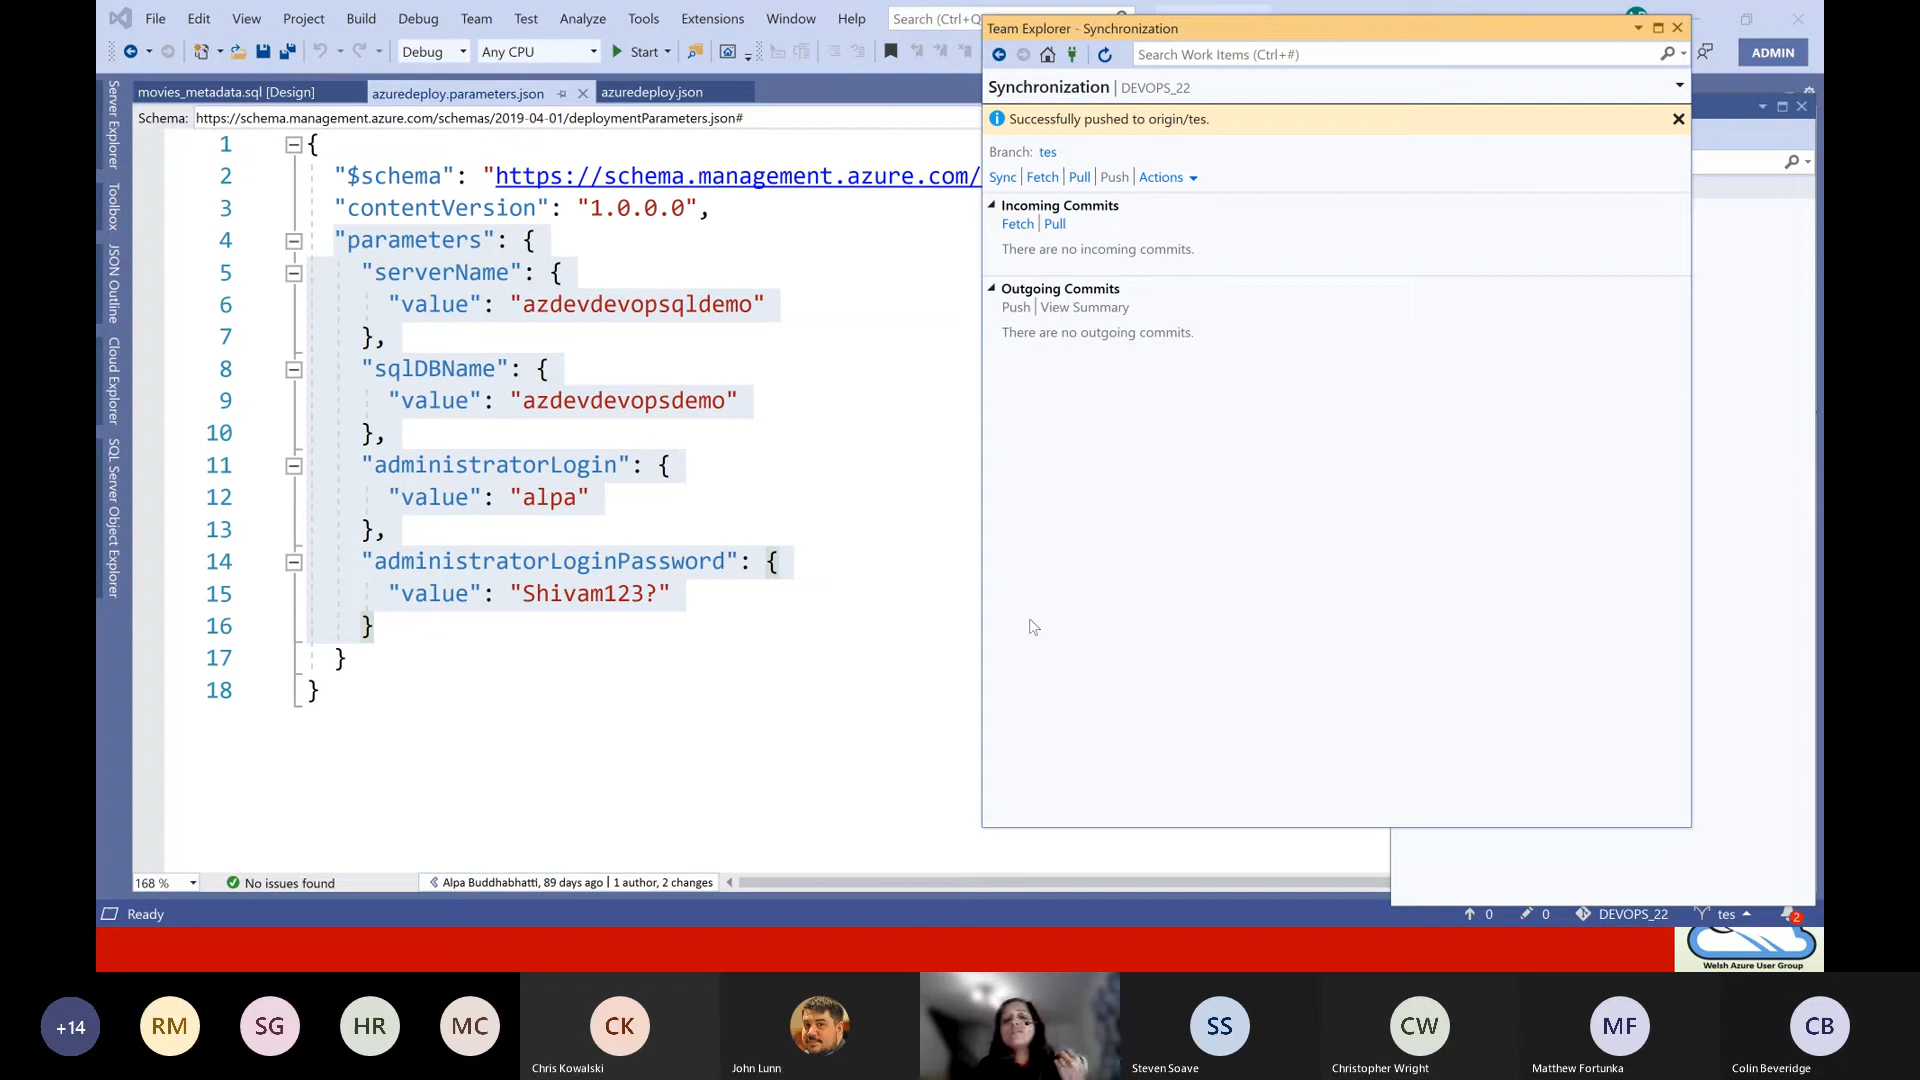 File Edit View Project Build Debug Team Test Analyze Tools Extensions Window Help Search (Ctrl+Q
Debug Any CPU Start
ADMIN
Team Explorer - Synchronization
Search Work Items (Ctrl+#)
Synchronization | DEVOPS_22
Successfully pushed to origin/tes.
Branch: tes
Sync | Fetch | Pull | Push | Actions
Incoming Commits
Fetch | Pull
There are no incoming commits.
Outgoing Commits
Push | View Summary
There are no outgoing commits.
Server Explorer
Toolbox
JSON Outline
Cloud Explorer
SQL Server Object Explorer
movies_metadata.sql [Design] azuredeploy.parameters.json azuredeploy.json
Schema: https://schema.management.azure.com/schemas/2019-04-01/deploymentParameters.json#
1 {
2 "$schema": "https://schema.management.azure.com/
3 "contentVersion": "1.0.0.0",
4 "parameters": {
5 "serverName": {
6 "value": "azdevdevopsqldemo"
7 },
8 "sqlDBName": {
9 "value": "azdevdevopsdemo"
10 },
11 "administratorLogin": {
12 "value": "alpa"
13 },
14 "administratorLoginPassword": {
15 "value": "Shivam123?"
16 }
17 }
18 }
168 % No issues found Alpa Buddhabhatti, 89 days ago | 1 author, 2 changes
Ready 0 0 DEVOPS_22 tes 2
Welsh Azure User Group
+14 RM SG HR MC CK SS CW MF CB
Chris Kowalski John Lunn Steven Soave Christopher Wright Matthew Fortunka Colin Beveridge